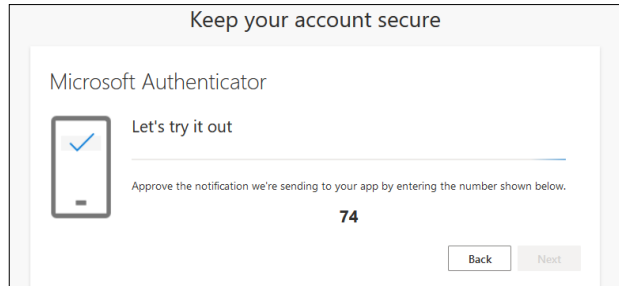 Keep your account secure
Microsoft Authenticator
Let's try it out
Approve the notification we're sending to your app by entering the number shown below.
74
Back
Next